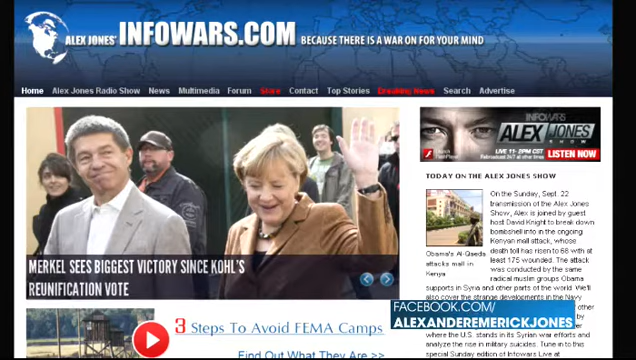 ALEX JONES' INFOWARS.COM BECAUSE THERE IS A WAR ON FOR YOUR MIND
Home Alex Jones Radio Show News Multimedia Forum Store Contact Top Stories Breaking News Search Advertise
MERKEL SEES BIGGEST VICTORY SINCE KOHL'S
REUNIFICATION VOTE
3 Steps To Avoid FEMA Camps
Find Out What They Are >>
INFOWARS
ALEX JONES
SHOW
LIVE 11-2PM CST
LISTEN NOW
TODAY ON THE ALEX JONES SHOW
On the Sunday, Sept. 22
transmission of the Alex Jones
Show, Alex is joined by guest
host David Knight to break down
bombshell into in the ongoing
Kenyan mall attack, whose
death toll has risen to 68 with at
least 175 wounded. The attack
was conducted by the same
radical muslim groups Obama
Obama's Al-Qaeda
attacks mall in
Kenya
supports in Syria and other parts of the world. We'll
also cover the strange developments in the Navy
other
where the U.S. stands in its Syrian war efforts and
analyze the rise in military suicides. Tune in to this
special Sunday edition of Infowars Live at
FACEBOOK.COM/
ALEXANDEREMERICKJONES